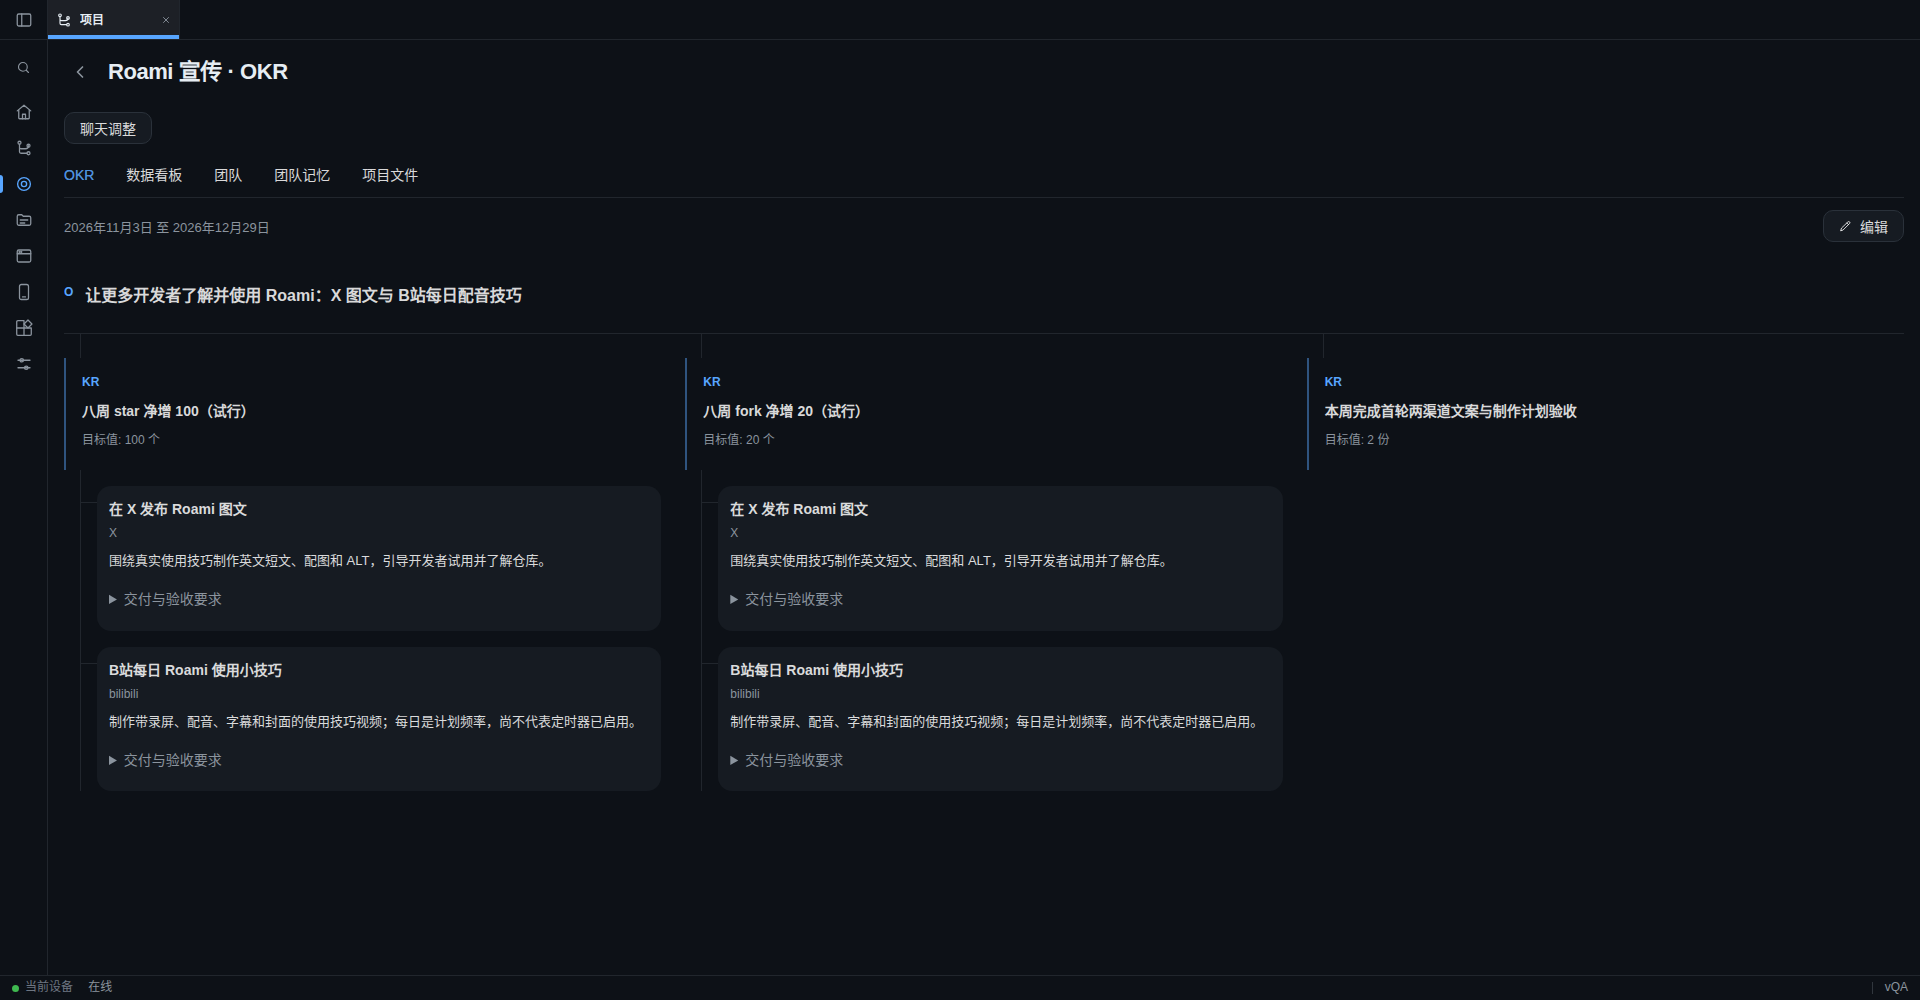 项目
Roami 宣传 · OKR
聊天调整
OKR 数据看板 团队 团队记忆 项目文件
2026年11月3日 至 2026年12月29日
编辑
O 让更多开发者了解并使用 Roami：X 图文与 B站每日配音技巧
KR
八周 star 净增 100（试行）
目标值: 100 个
在 X 发布 Roami 图文
X
围绕真实使用技巧制作英文短文、配图和 ALT，引导开发者试用并了解仓库。
交付与验收要求
B站每日 Roami 使用小技巧
bilibili
制作带录屏、配音、字幕和封面的使用技巧视频；每日是计划频率，尚不代表定时器已启用。
交付与验收要求
KR
八周 fork 净增 20（试行）
目标值: 20 个
在 X 发布 Roami 图文
X
围绕真实使用技巧制作英文短文、配图和 ALT，引导开发者试用并了解仓库。
交付与验收要求
B站每日 Roami 使用小技巧
bilibili
制作带录屏、配音、字幕和封面的使用技巧视频；每日是计划频率，尚不代表定时器已启用。
交付与验收要求
KR
本周完成首轮两渠道文案与制作计划验收
目标值: 2 份
当前设备 在线
vQA